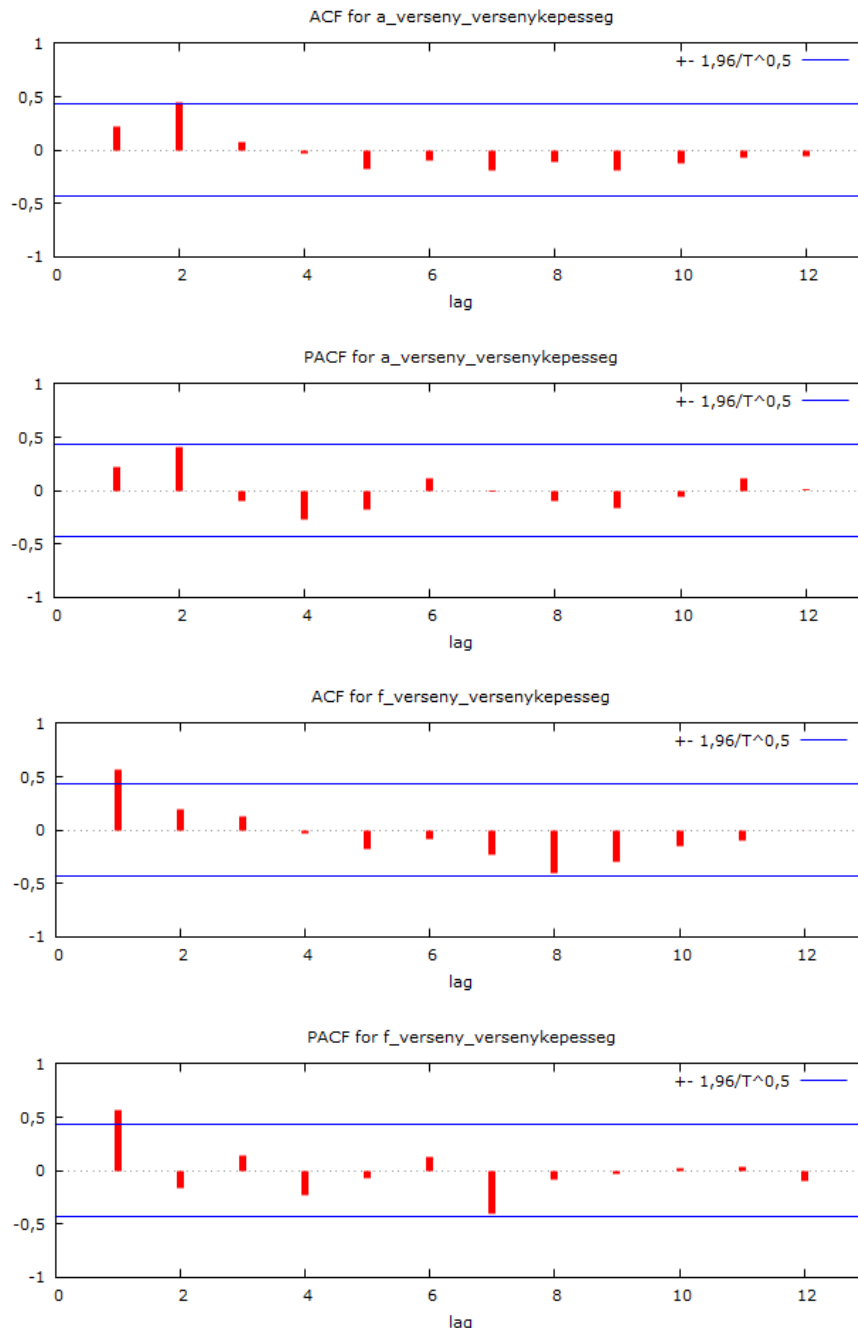 ACF for a_verseny_versenykepesseg
1
+- 1,96/T^0,5
0,5
0
-0,5
-1
0 2 4 6 8 10 12
lag
PACF for a_verseny_versenykepesseg
1
+- 1,96/T^0,5
0,5
0
-0,5
-1
0 2 4 6 8 10 12
lag
ACF for f_verseny_versenykepesseg
1
+- 1,96/T^0,5
0,5
0
-0,5
-1
0 2 4 6 8 10 12
lag
PACF for f_verseny_versenykepesseg
1
+- 1,96/T^0,5
0,5
0
-0,5
-1
0 2 4 6 8 10 12
lag